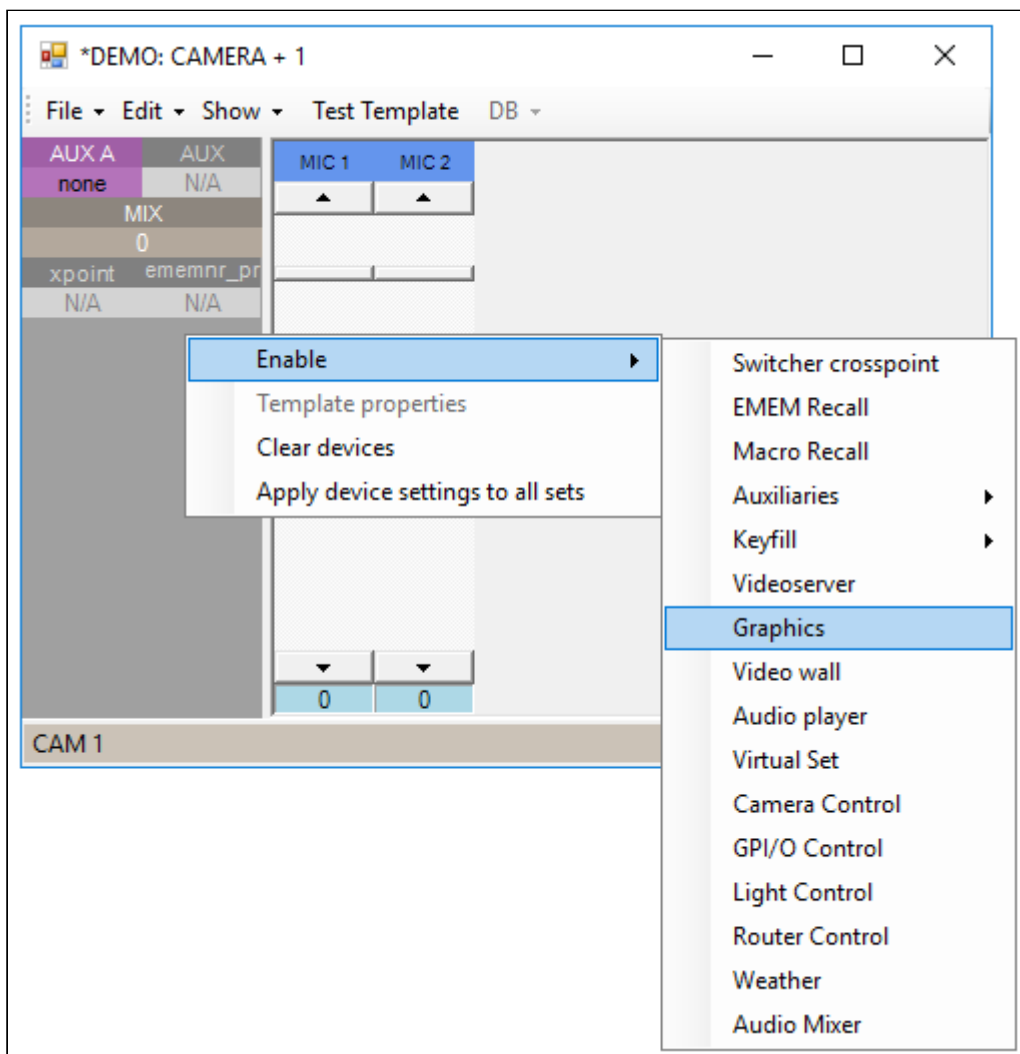 *DEMO: CAMERA + 1
File Edit Show Test Template DB
AUX A AUX
none N/A
MIX
0
xpoint ememnr_pr
N/A N/A
MIC 1 MIC 2
Enable
Template properties
Clear devices
Apply device settings to all sets
Switcher crosspoint
EMEM Recall
Macro Recall
Auxiliaries
Keyfill
Videoserver
Graphics
Video wall
Audio player
Virtual Set
Camera Control
GPI/O Control
Light Control
Router Control
Weather
Audio Mixer
0 0
CAM 1